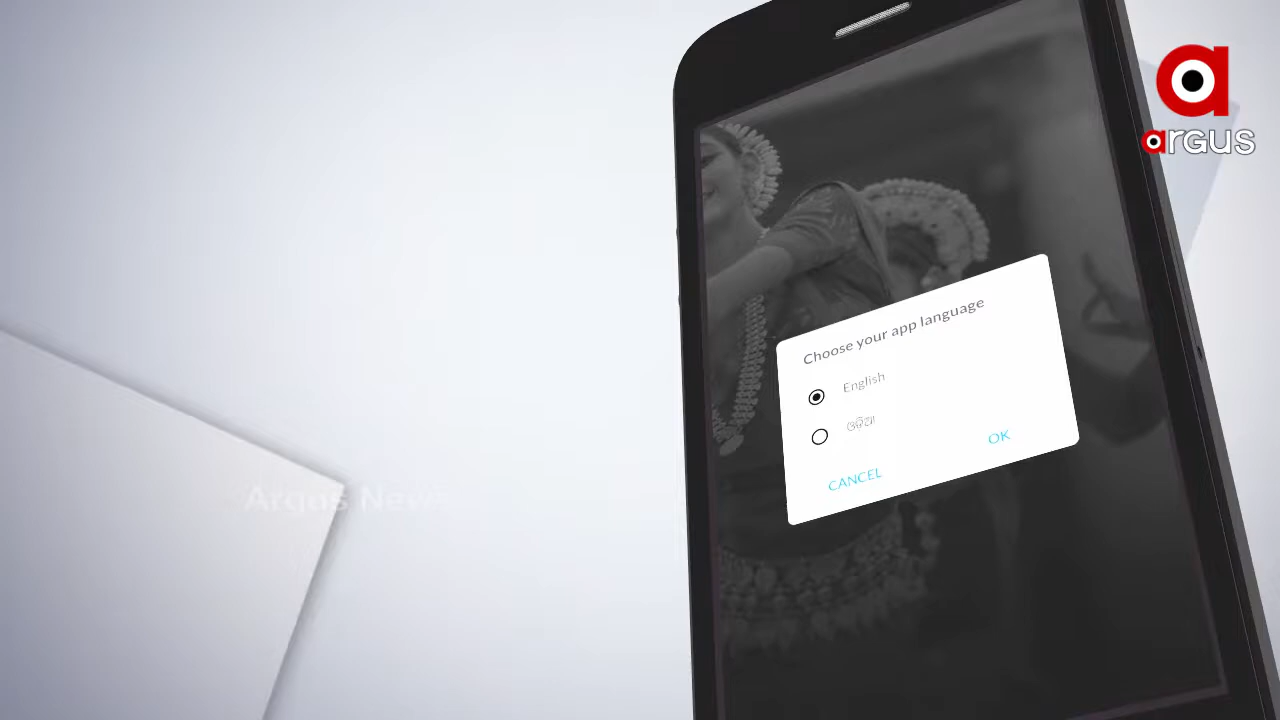 argus
Choose your app language
English
ଓଡ଼ିଆ
OK
CANCEL
Argus News